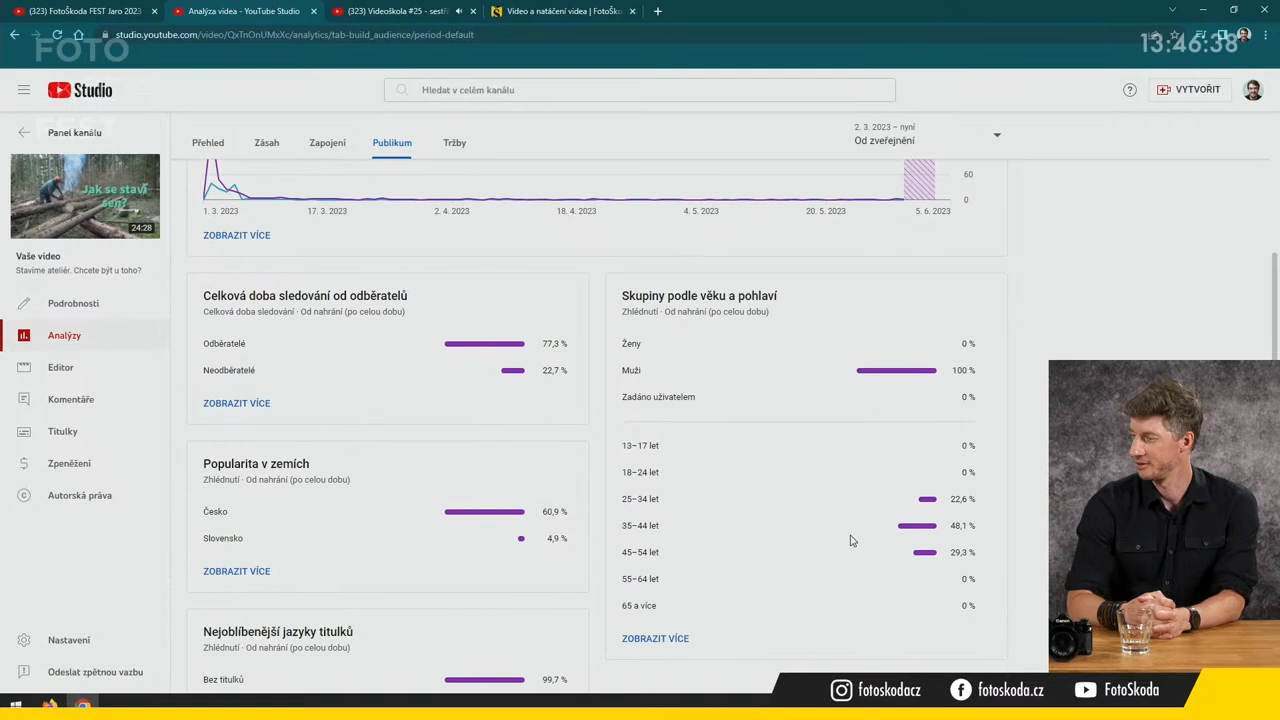 (323) FotoŠkoda FEST Jaro 2023
Analýza videa - YouTube Studio
(323) Videoškola #25 - sestři
Video a natáčení videa | FotoŠk
studio.youtube.com/video/QxTnOnUMxXc/analytics/tab-build_audience/period-default
FOTO
FEST
13:46:38
Studio
Hledat v celém kanálu
VYTVOŘIT
Panel kanálu
Přehled
Zásah
Zapojení
Publikum
Tržby
2. 3. 2023 – nyní
Od zveřejnění
Jak se staví
sen?
24:28
60
0
1. 3. 2023
17. 3. 2023
2. 4. 2023
18. 4. 2023
4. 5. 2023
20. 5. 2023
5. 6. 2023
ZOBRAZIT VÍCE
Vaše video
Stavíme ateliér. Chcete být u toho?
Podrobnosti
Analýzy
Editor
Komentáře
Titulky
Zpeněžení
Autorská práva
Nastavení
Odeslat zpětnou vazbu
Celková doba sledování od odběratelů
Celková doba sledování · Od nahrání (po celou dobu)
Odběratelé 77,3 %
Neodběratelé 22,7 %
ZOBRAZIT VÍCE
Popularita v zemích
Zhlédnutí · Od nahrání (po celou dobu)
Česko 60,9 %
Slovensko 4,9 %
ZOBRAZIT VÍCE
Nejoblíbenější jazyky titulků
Zhlédnutí · Od nahrání (po celou dobu)
Bez titulků 99,7 %
Skupiny podle věku a pohlaví
Zhlédnutí · Od nahrání (po celou dobu)
Ženy 0 %
Muži 100 %
Zadáno uživatelem 0 %
13–17 let 0 %
18–24 let 0 %
25–34 let 22,6 %
35–44 let 48,1 %
45–54 let 29,3 %
55–64 let 0 %
65 a více 0 %
ZOBRAZIT VÍCE
Canon
fotoskodacz
fotoskoda.cz
FotoŠkoda